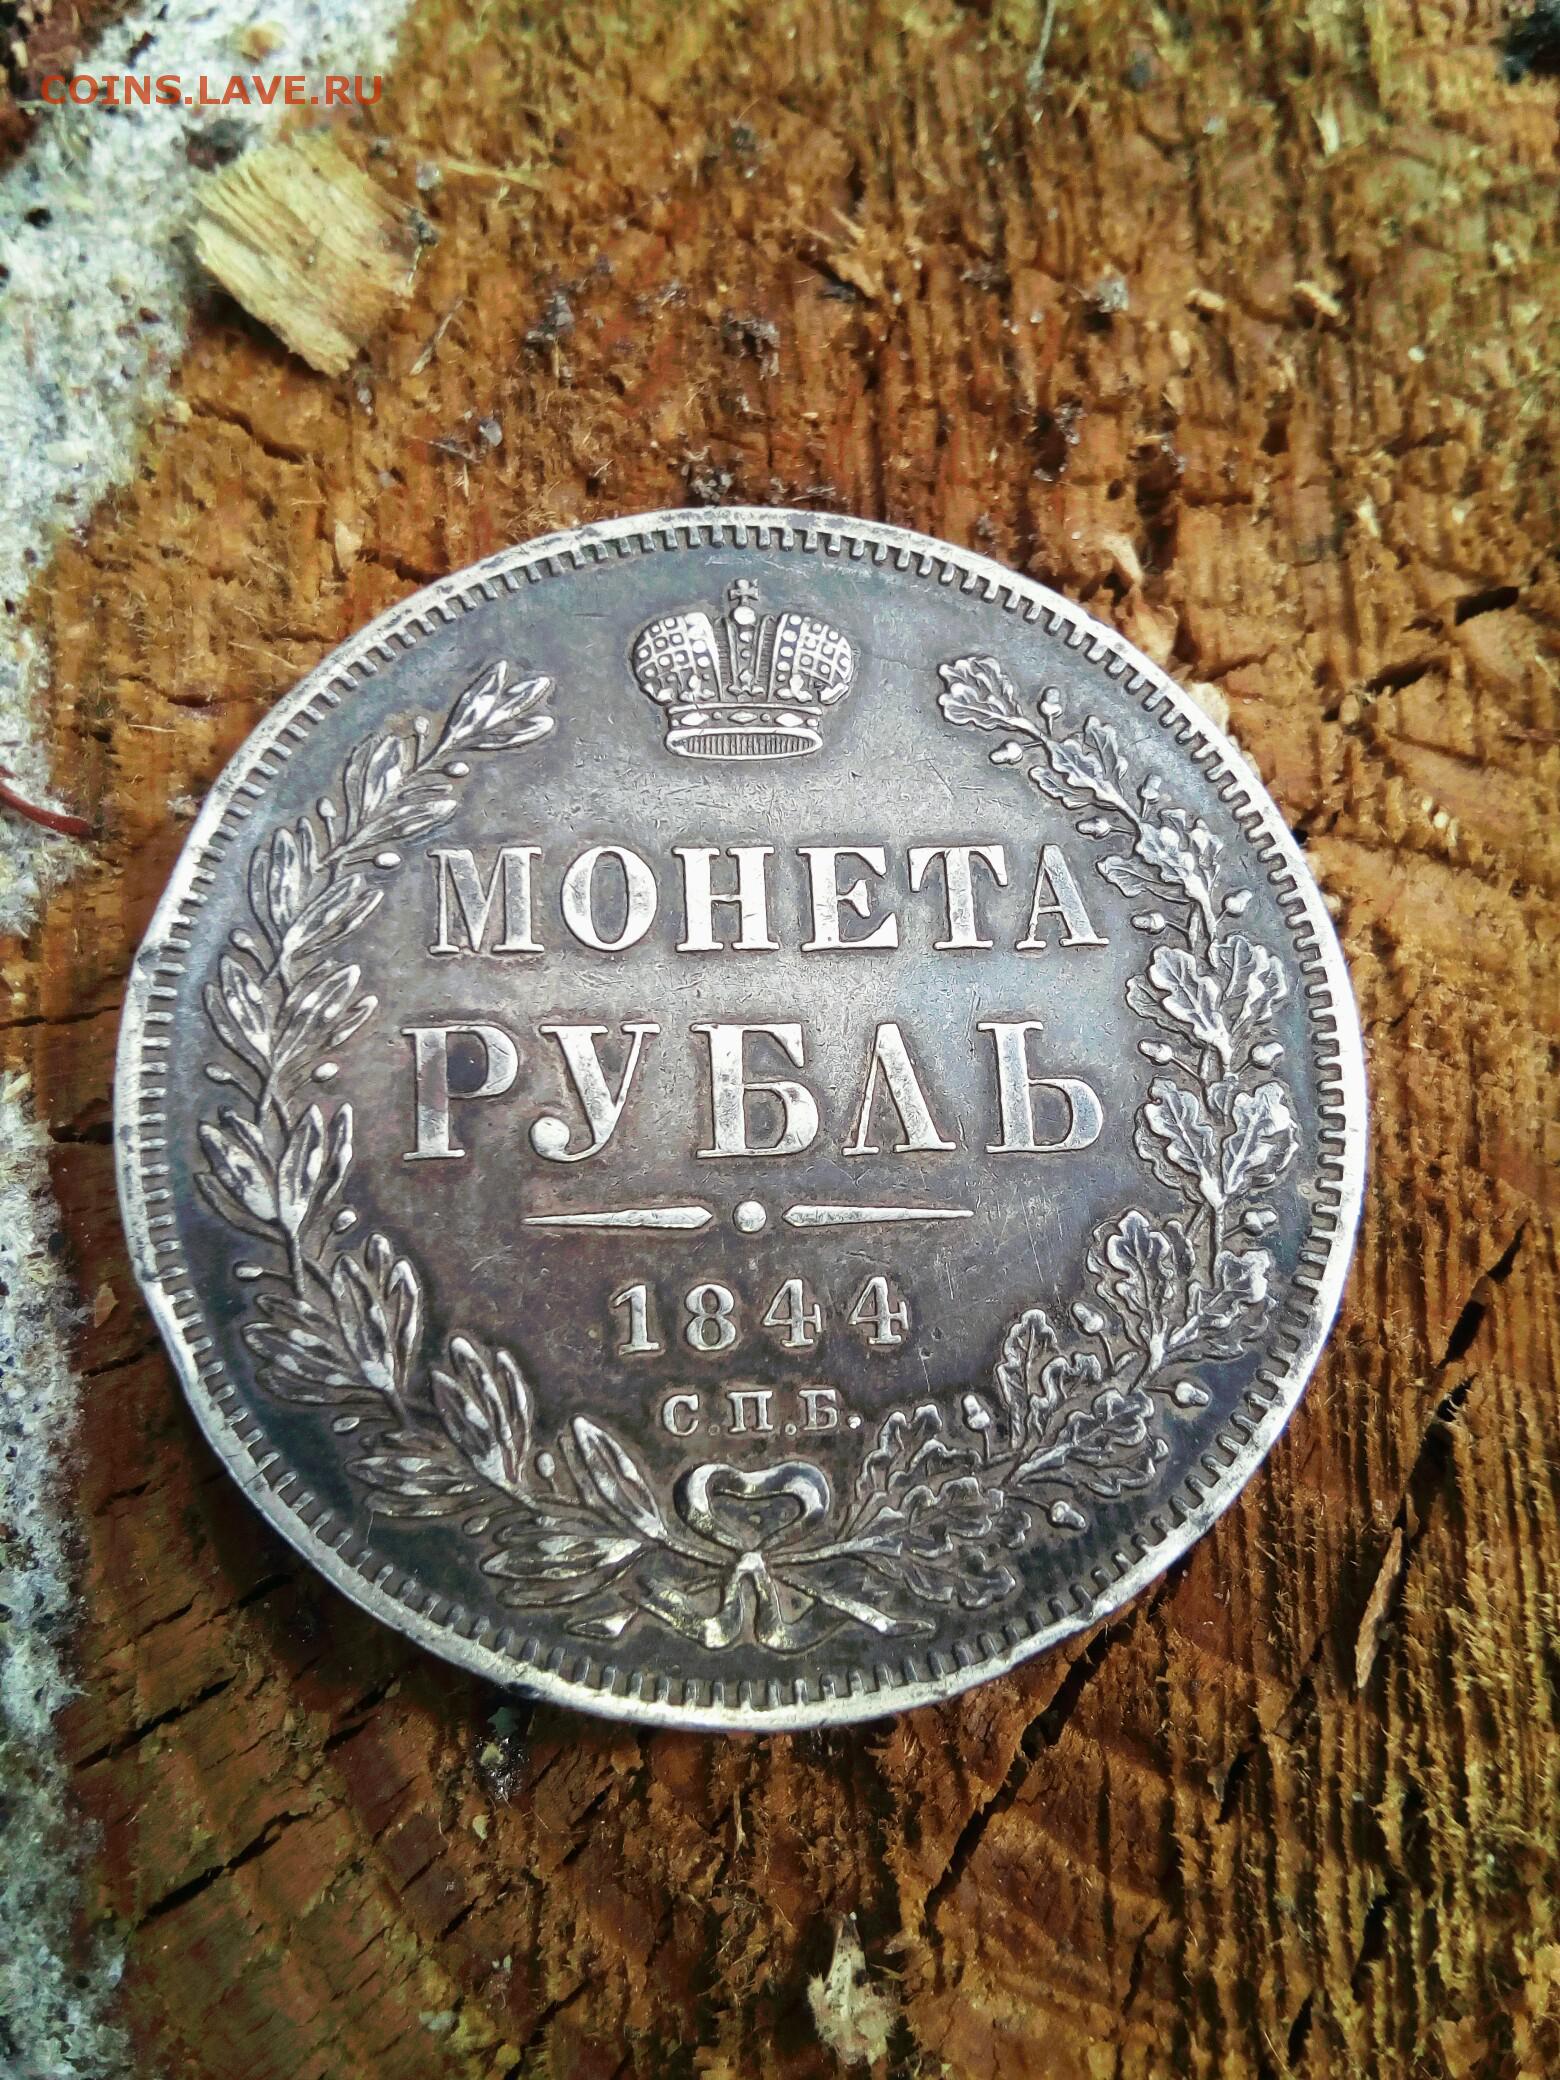 COINS.LAVE.RU
МОНЕТА
РУБЛЬ
1844
С.П.Б.